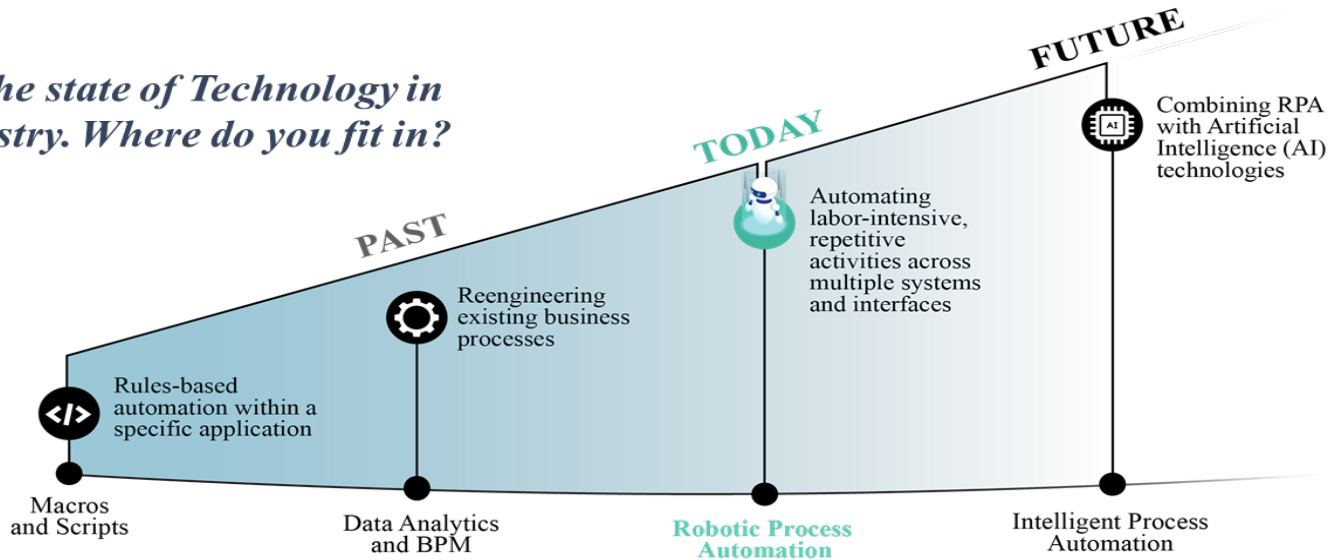 he state of Technology in
stry. Where do you fit in?
PAST
TODAY
FUTURE
Rules-based
automation within a
specific application
Reengineering
existing business
processes
Automating
labor-intensive,
repetitive
activities across
multiple systems
and interfaces
AI
Combining RPA
with Artificial
Intelligence (AI)
technologies
Macros
and Scripts
Data Analytics
and BPM
Robotic Process
Automation
Intelligent Process
Automation